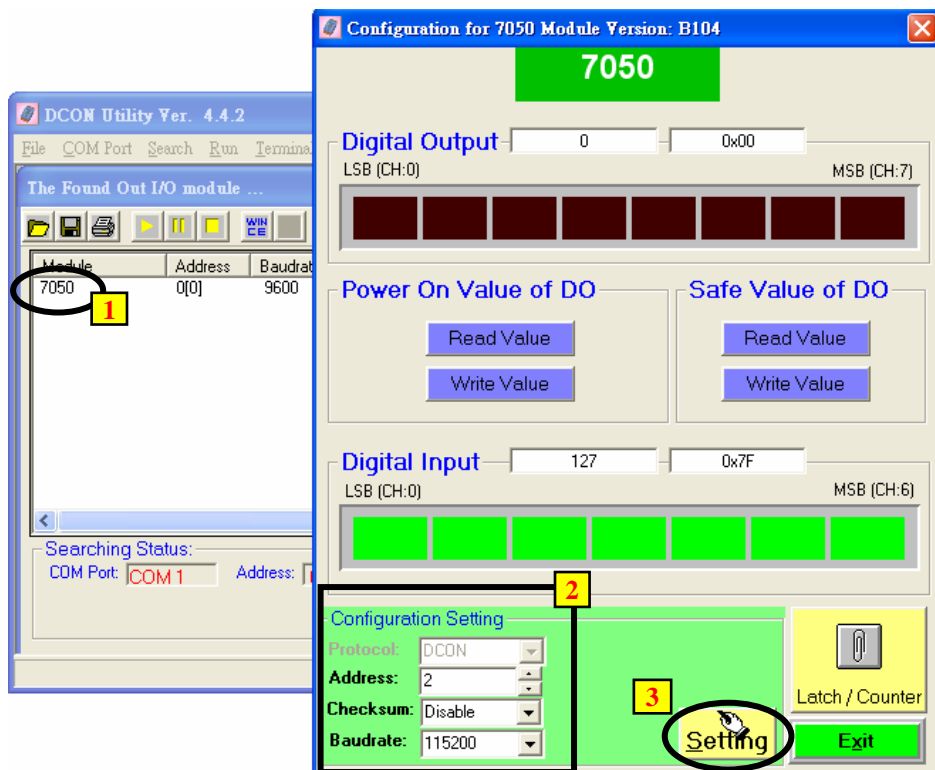 Configuration for 7050 Module Version: B104
7050
DCON Utility Ver. 4.4.2
File COM Port Search Run Terminal
The Found Out I/O module ...
WIN CE
Module Address Baudrat
7050 0[0] 9600
1
Searching Status:
COM Port: COM 1 Address:
Digital Output 0 0x00
LSB (CH:0) MSB (CH:7)
Power On Value of DO
Read Value
Write Value
Safe Value of DO
Read Value
Write Value
Digital Input 127 0x7F
LSB (CH:0) MSB (CH:6)
2
Configuration Setting
Protocol: DCON
Address: 2
Checksum: Disable
Baudrate: 115200
3
Setting
Latch / Counter
Exit